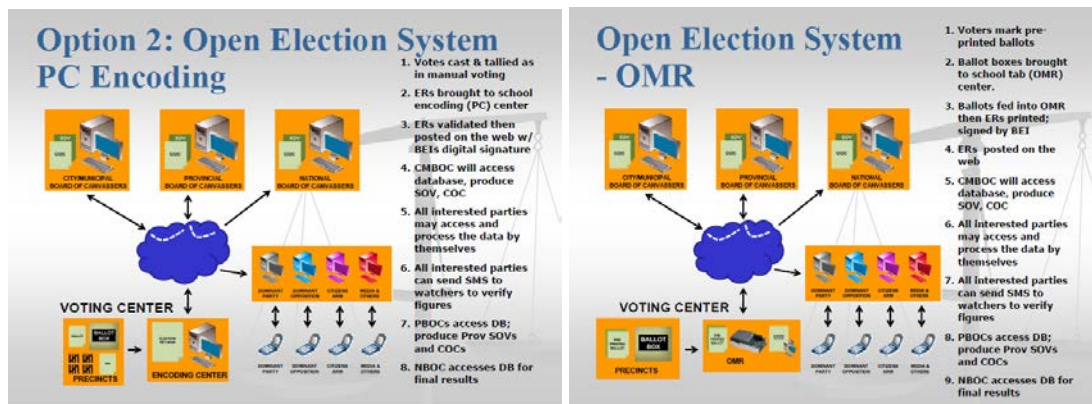 Option 2: Open Election System
PC Encoding
1. Votes cast & tallied as
in manual voting
2. ERs brought to school
encoding (PC) center
3. ERs validated then
posted on the web w/
BEIs digital signature
4. CMBOC will access
database, produce
SOV, COC
5. All interested parties
may access and
process the data by
themselves
6. All interested parties
can send SMS to
watchers to verify
figures
7. PBOCs access DB;
produce Prov SOVs
and COCs
8. NBOC accesses DB for
final results
CITY/MUNICIPAL
BOARD OF CANVASSERS
PROVINCIAL
BOARD OF CANVASSERS
NATIONAL
BOARD OF CANVASSERS
DOMINANT
PARTY
DOMINANT
OPPOSITION
CITIZENS
ARM
MEDIA &
OTHERS
VOTING CENTER
BALLOT
BOX
PRECINCTS
ENCODING CENTER
DOMINANT
PARTY
DOMINANT
OPPOSITION
CITIZENS
ARM
MEDIA &
OTHERS
Open Election System
- OMR
1. Voters mark pre-
printed ballots
2. Ballot boxes brought
to school tab (OMR)
center.
3. Ballots fed into OMR
then ERs printed;
signed by BEI
4. ERs posted on the
web
5. CMBOC will access
database, produce
SOV, COC
6. All interested parties
may access and
process the data by
themselves
7. All interested parties
can send SMS to
watchers to verify
figures
8. PBOCs access DB;
produce Prov SOVs
and COCs
9. NBOC accesses DB for
final results
CITY/MUNICIPAL
BOARD OF CANVASSERS
PROVINCIAL
BOARD OF CANVASSERS
NATIONAL
BOARD OF CANVASSERS
DOMINANT
PARTY
DOMINANT
OPPOSITION
CITIZENS
ARM
MEDIA &
OTHERS
VOTING CENTER
BALLOT
BOX
PRECINCTS
OMR
DOMINANT
PARTY
DOMINANT
OPPOSITION
CITIZENS
ARM
MEDIA &
OTHERS